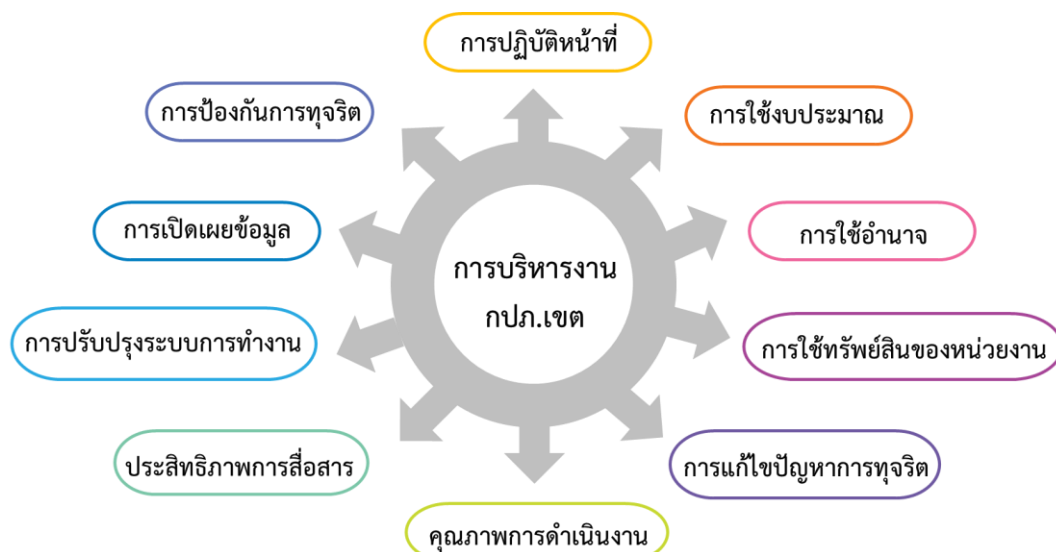 การปฏิบัติหน้าที่
การป้องกันการทุจริต
การใช้งบประมาณ
การเปิดเผยข้อมูล
การใช้อำนาจ
การบริหารงาน
กปภ.เขต
การปรับปรุงระบบการทำงาน
การใช้ทรัพย์สินของหน่วยงาน
ประสิทธิภาพการสื่อสาร
การแก้ไขปัญหาการทุจริต
คุณภาพการดำเนินงาน